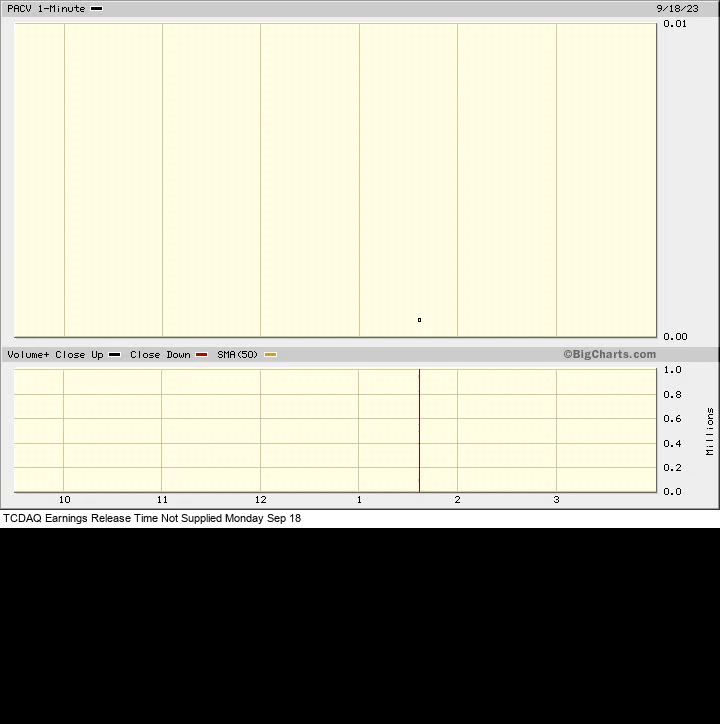 PACV 1-Minute 9/18/23
0.01
0.00
Volume+ Close Up Close Down SMA(50) ©BigCharts.com
1.0
0.8
0.6
0.4
0.2
0.0
Millions
10 11 12 1 2 3
TCDAQ Earnings Release Time Not Supplied Monday Sep 18